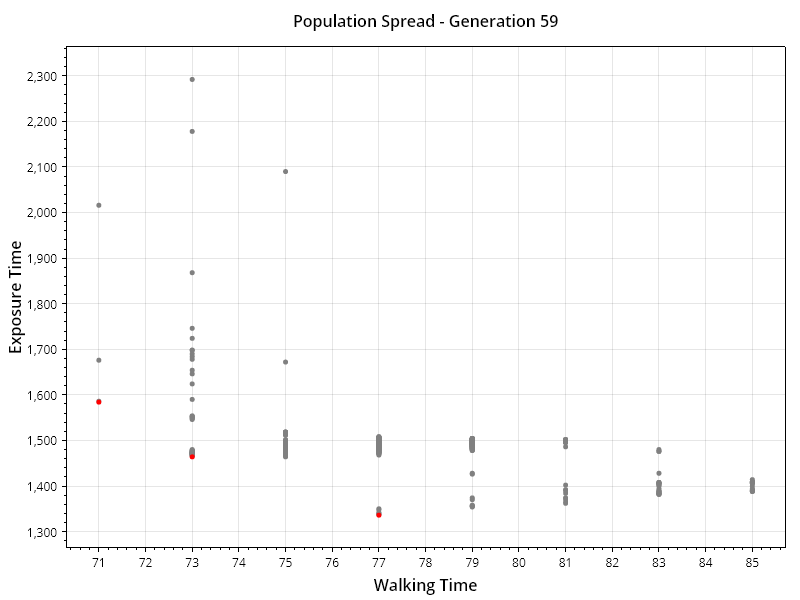 Population Spread - Generation 59
Exposure Time
2,300
2,200
2,100
2,000
1,900
1,800
1,700
1,600
1,500
1,400
1,300
71 72 73 74 75 76 77 78 79 80 81 82 83 84 85
Walking Time